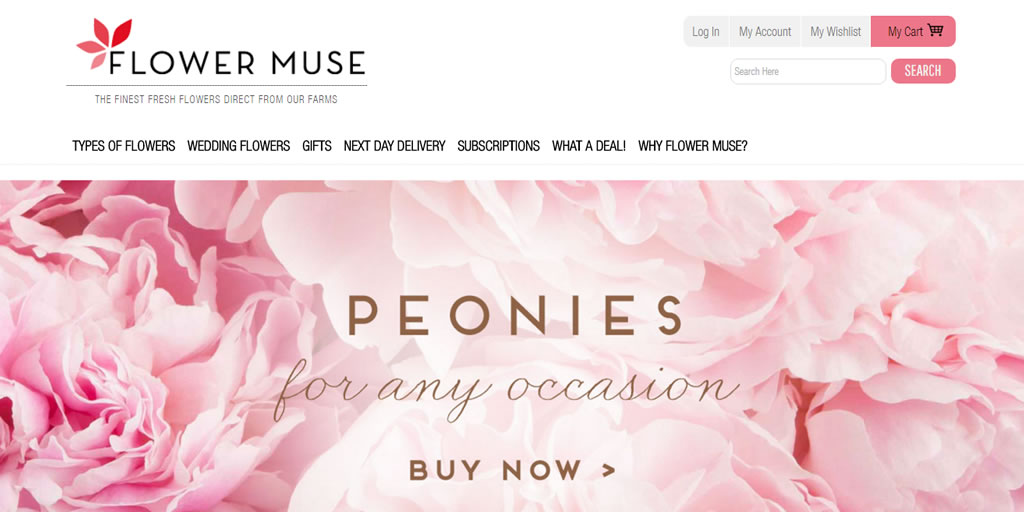 FLOWER MUSE
THE FINEST FRESH FLOWERS DIRECT FROM OUR FARMS
Log In My Account My Wishlist My Cart
Search Here SEARCH
TYPES OF FLOWERS WEDDING FLOWERS GIFTS NEXT DAY DELIVERY SUBSCRIPTIONS WHAT A DEAL! WHY FLOWER MUSE?
PEONIES
for any occasion
BUY NOW >